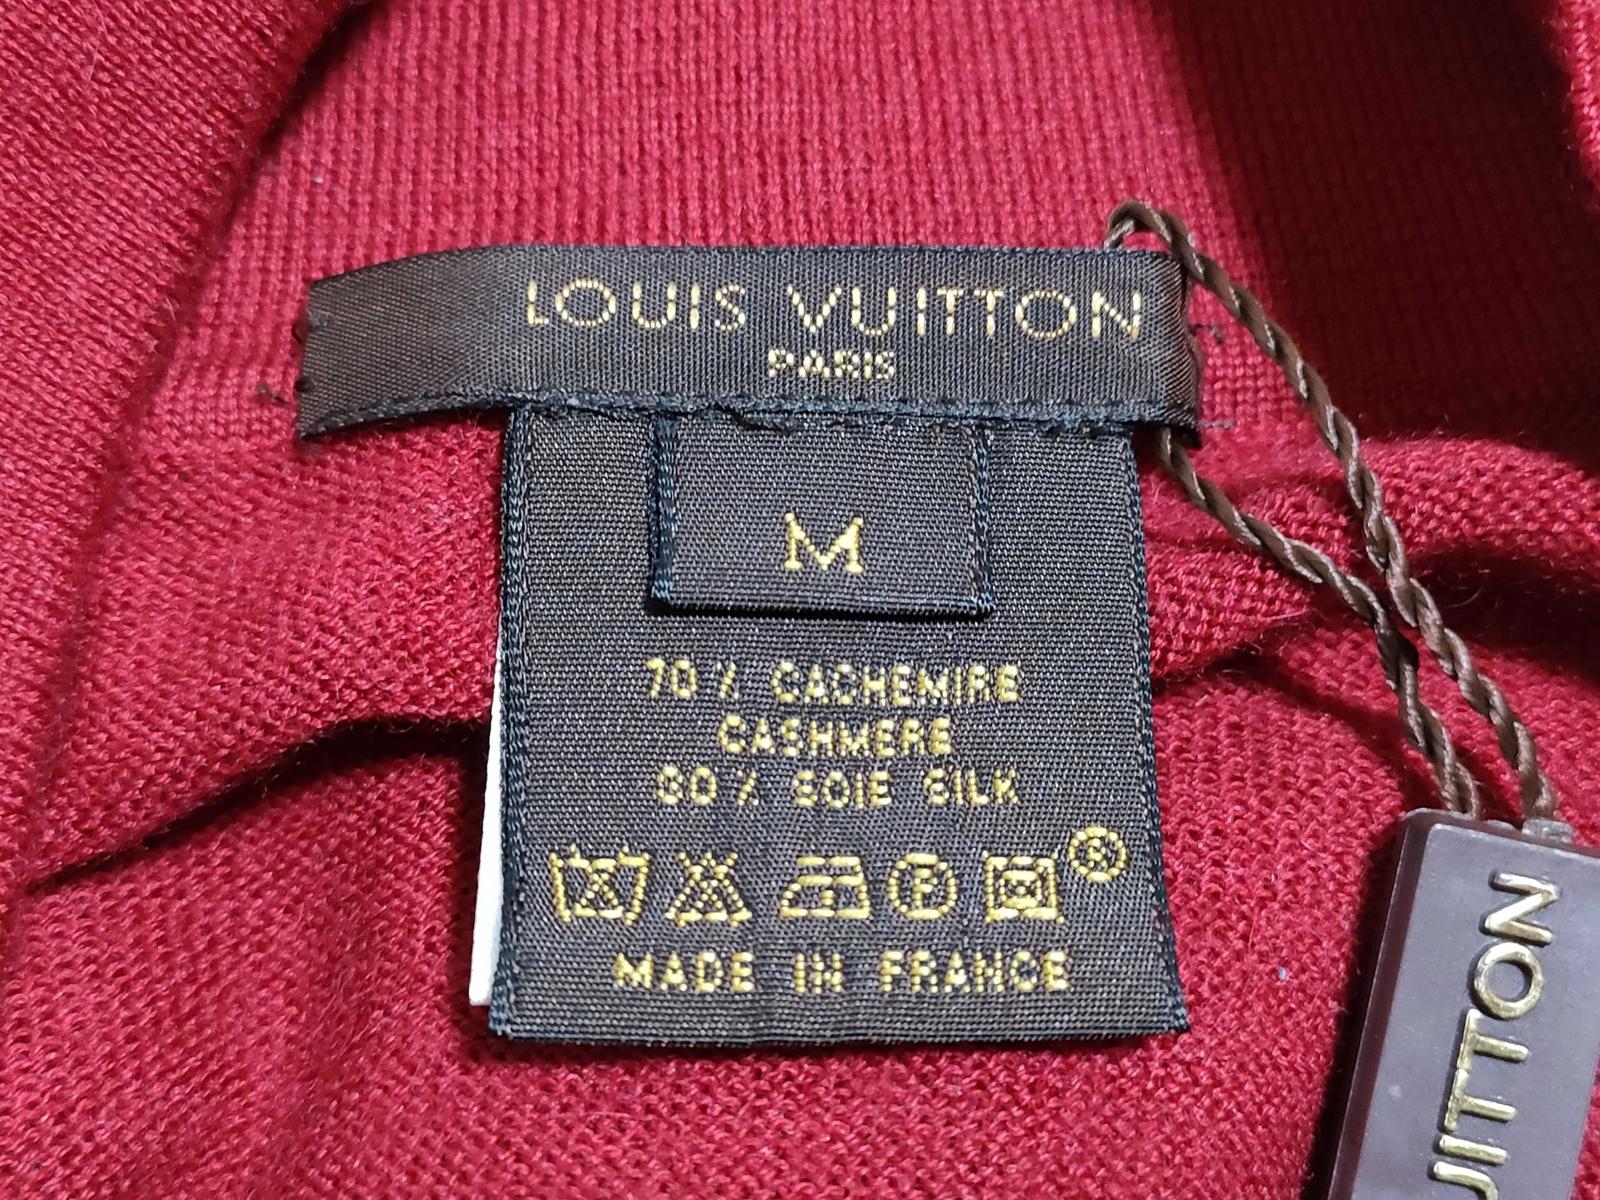 LOUIS VUITTON
PARIS
M
70 % CACHEMIRE
CASHMERE
30 % SOIE SILK
F
®
MADE IN FRANCE
UITTON